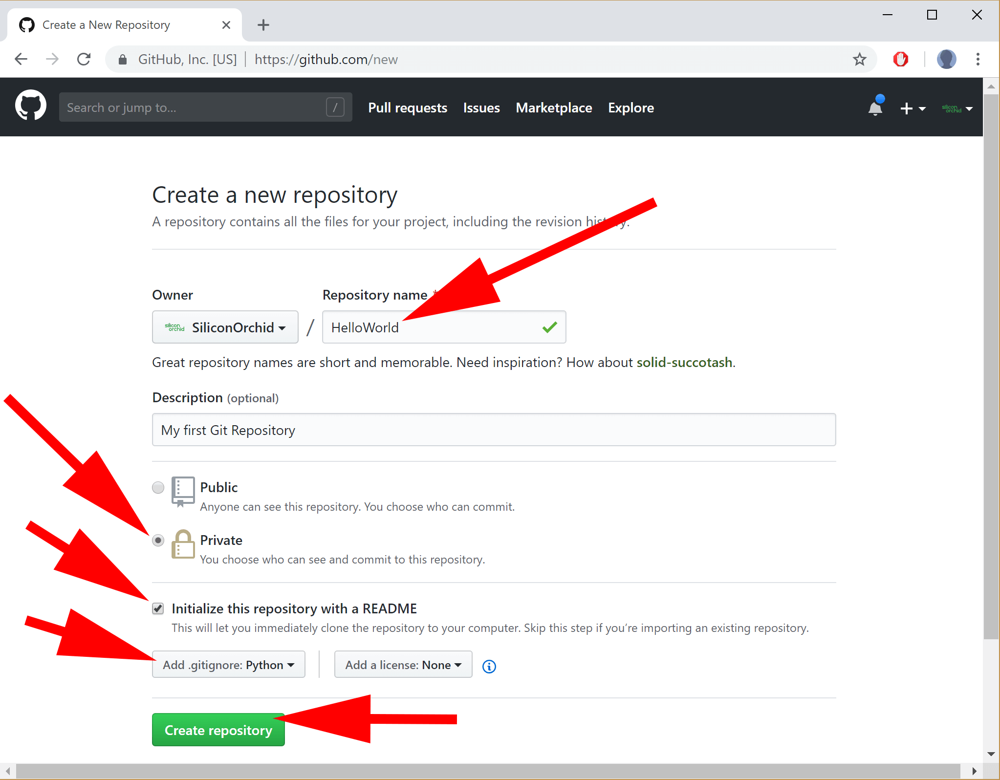 Create a New Repository
GitHub, Inc. [US] https://github.com/new
Search or jump to... / Pull requests Issues Marketplace Explore silicon orchid
Create a new repository
A repository contains all the files for your project, including the revision history.
Owner Repository name *
silicon orchid SiliconOrchid / HelloWorld
Great repository names are short and memorable. Need inspiration? How about solid-succotash.
Description (optional)
My first Git Repository
Public
Anyone can see this repository. You choose who can commit.
Private
You choose who can see and commit to this repository.
Initialize this repository with a README
This will let you immediately clone the repository to your computer. Skip this step if you’re importing an existing repository.
Add .gitignore: Python Add a license: None
Create repository